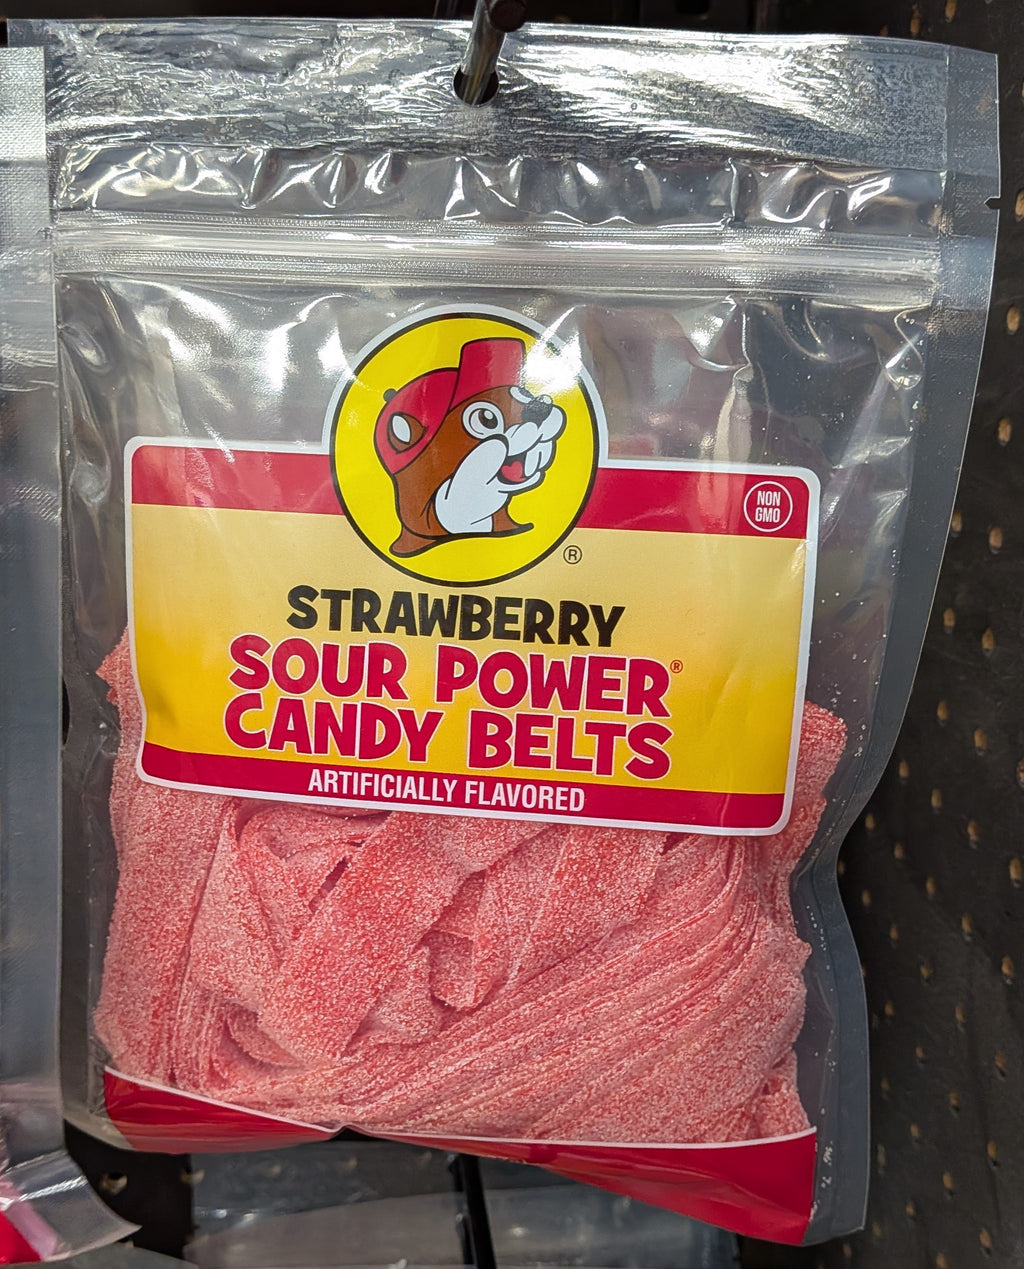 NON
GMO
®
STRAWBERRY
SOUR POWER®
CANDY BELTS
ARTIFICIALLY FLAVORED